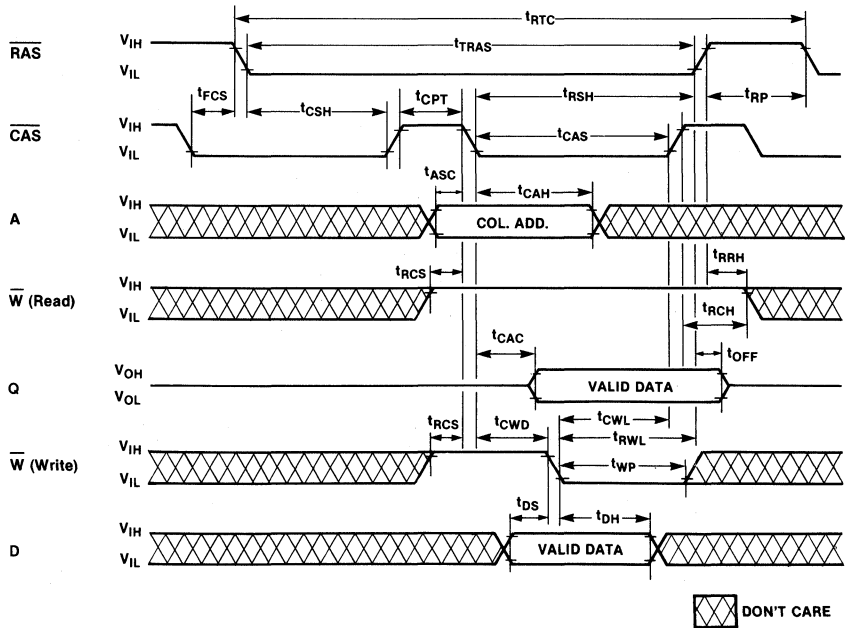 tRTC
RAS
VIH
VIL
tTRAS
tFCS
tCSH
tCPT
tRSH
tRP
CAS
VIH
VIL
tCAS
tASC
tCAH
A
VIH
VIL
COL. ADD.
tRCS
tRRH
W (Read)
VIH
VIL
tRCH
tCAC
tOFF
Q
VOH
VOL
VALID DATA
tRCS
tCWD
tCWL
tRWL
W (Write)
VIH
VIL
tWP
tDS
tDH
D
VIH
VIL
VALID DATA
DON'T CARE